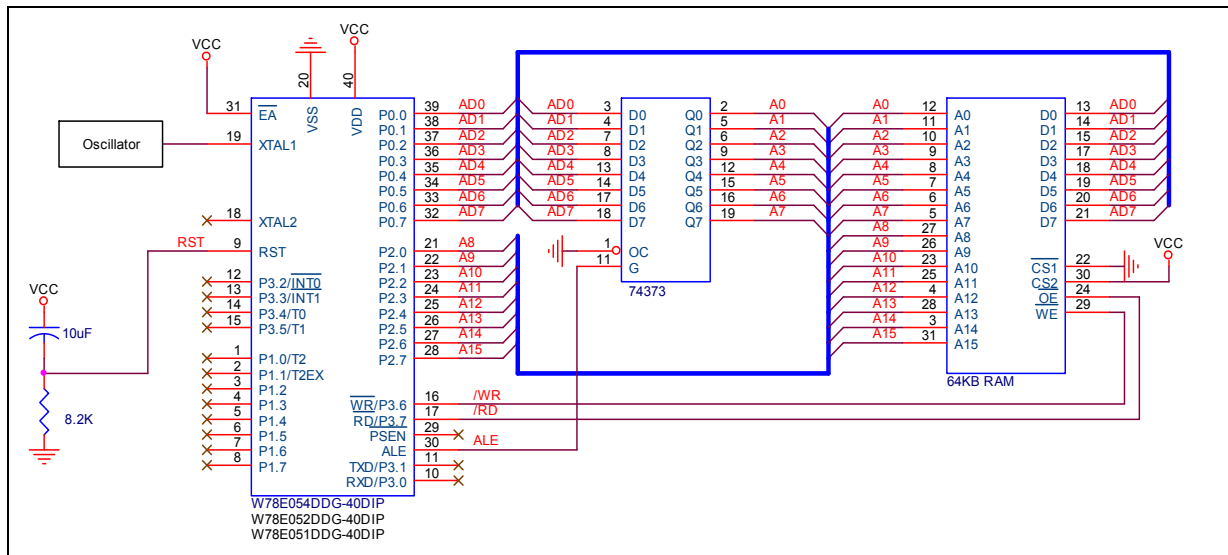 VCC
VCC
20
40
31
EA
VSS
VDD
Oscillator
19
XTAL1
18
XTAL2
RST
9
RST
VCC
10uF
8.2K
12
P3.2/INT0
13
P3.3/INT1
14
P3.4/T0
15
P3.5/T1
1
P1.0/T2
2
P1.1/T2EX
3
P1.2
4
P1.3
5
P1.4
6
P1.5
7
P1.6
8
P1.7
P0.0 39 AD0
P0.1 38 AD1
P0.2 37 AD2
P0.3 36 AD3
P0.4 35 AD4
P0.5 34 AD5
P0.6 33 AD6
P0.7 32 AD7
P2.0 21 A8
P2.1 22 A9
P2.2 23 A10
P2.3 24 A11
P2.4 25 A12
P2.5 26 A13
P2.6 27 A14
P2.7 28 A15
WR/P3.6 16 /WR
RD/P3.7 17 /RD
PSEN 29
ALE 30 ALE
TXD/P3.1 11
RXD/P3.0 10
W78E054DDG-40DIP
W78E052DDG-40DIP
W78E051DDG-40DIP
AD0 3 D0 Q0 2 A0
AD1 4 D1 Q1 5 A1
AD2 7 D2 Q2 6 A2
AD3 8 D3 Q3 9 A3
AD4 13 D4 Q4 12 A4
AD5 14 D5 Q5 15 A5
AD6 17 D6 Q6 16 A6
AD7 18 D7 Q7 19 A7
1 OC
11 G
74373
A0 12 A0
A1 11 A1
A2 10 A2
A3 9 A3
A4 8 A4
A5 7 A5
A6 6 A6
A7 5 A7
A8 27 A8
A9 26 A9
A10 23 A10
A11 25 A11
A12 4 A12
A13 28 A13
A14 3 A14
A15 31 A15
D0 13 AD0
D1 14 AD1
D2 15 AD2
D3 17 AD3
D4 18 AD4
D5 19 AD5
D6 20 AD6
D7 21 AD7
VCC
CS1 22
CS2 30
OE 24
WE 29
64KB RAM